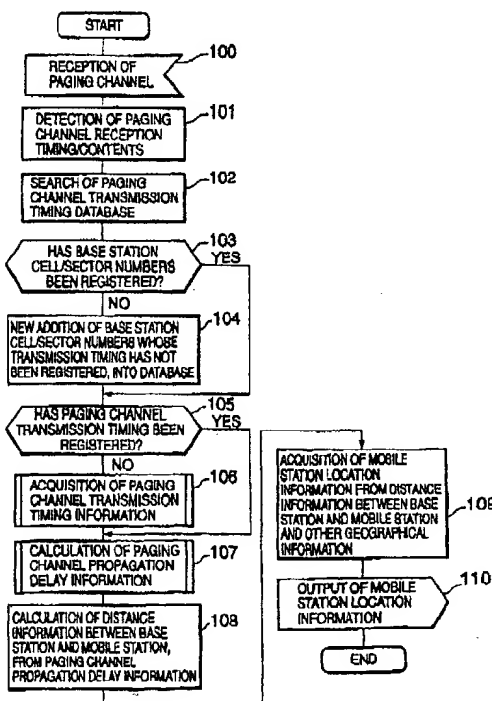 START
100
RECEPTION OF
PAGING CHANNEL
101
DETECTION OF PAGING
CHANNEL RECEPTION
TIMING/CONTENTS
102
SEARCH OF PAGING
CHANNEL TRANSMISSION
TIMING DATABASE
103
HAS BASE STATION
CELL/SECTOR NUMBERS
BEEN REGISTERED?
YES
NO
104
NEW ADDITION OF BASE STATION
CELL/SECTOR NUMBERS WHOSE
TRANSMISSION TIMING HAS NOT
BEEN REGISTERED, INTO DATABASE
105
HAS PAGING CHANNEL
TRANSMISSION TIMING BEEN
REGISTERED?
YES
NO
106
ACQUISITION OF PAGING
CHANNEL TRANSMISSION
TIMING INFORMATION
107
CALCULATION OF PAGING
CHANNEL PROPAGATION
DELAY INFORMATION
108
CALCULATION OF DISTANCE
INFORMATION BETWEEN BASE
STATION AND MOBILE STATION,
FROM PAGING CHANNEL
PROPAGATION DELAY INFORMATION
ACQUISITION OF MOBILE
STATION LOCATION
INFORMATION FROM DISTANCE
INFORMATION BETWEEN BASE
STATION AND MOBILE STATION
AND OTHER GEOGRAPHICAL
INFORMATION
109
110
OUTPUT OF MOBILE
STATION LOCATION
INFORMATION
END